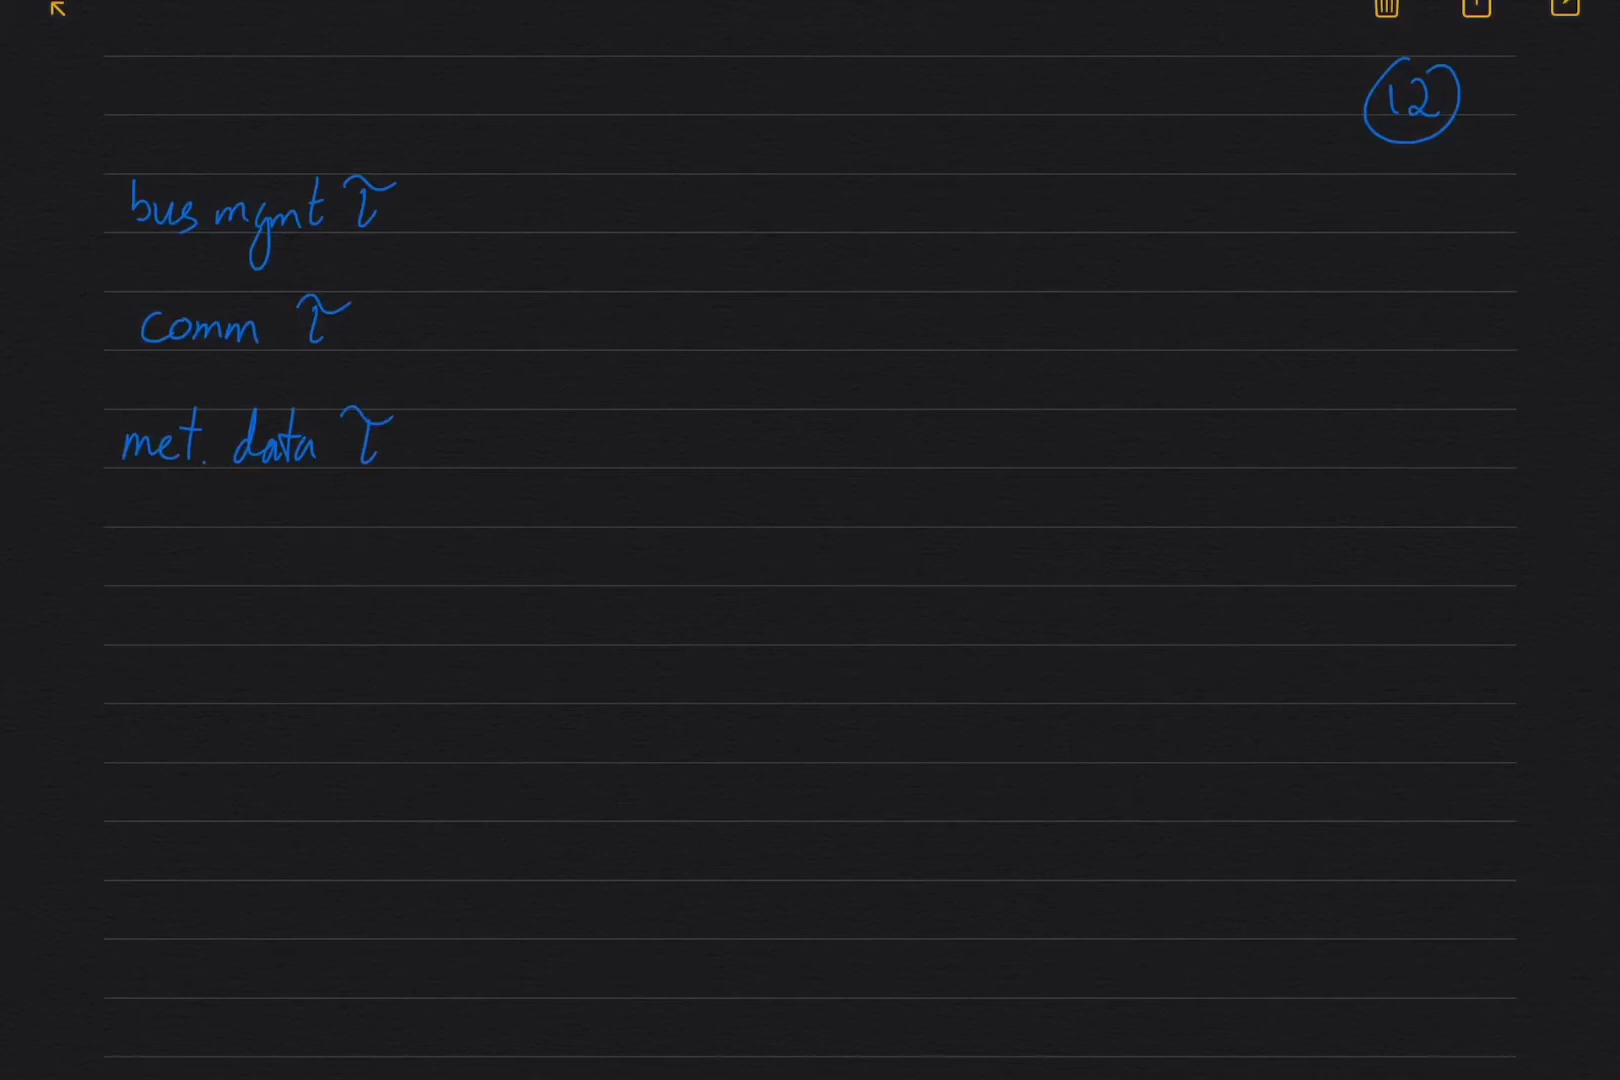 12
bus mgmt τ
comm τ
met. data τ